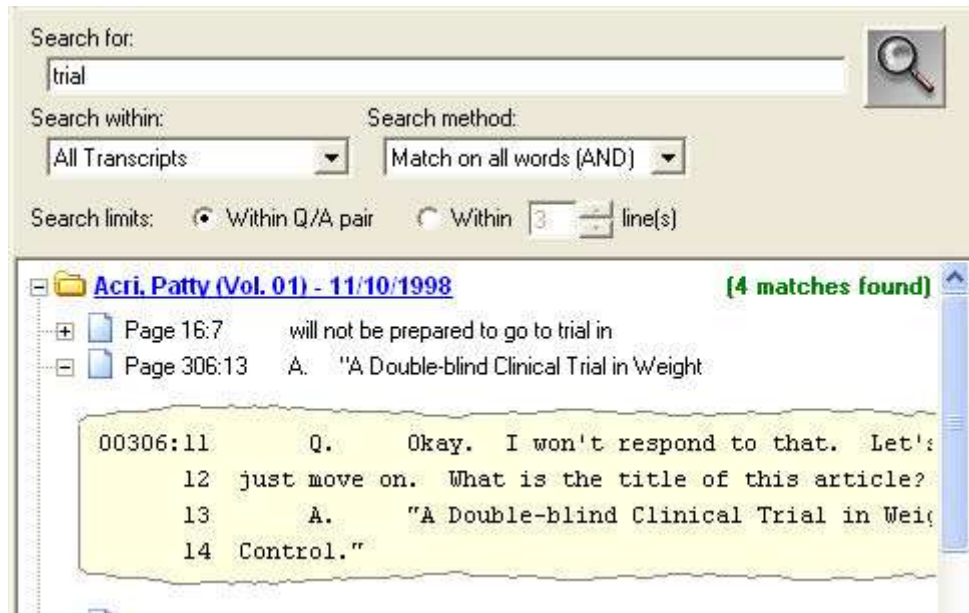 Search for:
trial
Search within: Search method:
All Transcripts Match on all words (AND)
Search limits: Within Q/A pair Within 3 line(s)
Acri, Patty (Vol. 01) - 11/10/1998 (4 matches found)
Page 16:7 will not be prepared to go to trial in
Page 306:13 A. "A Double-blind Clinical Trial in Weight
00306:11 Q. Okay. I won't respond to that. Let's
12 just move on. What is the title of this article?
13 A. "A Double-blind Clinical Trial in Weig
14 Control."